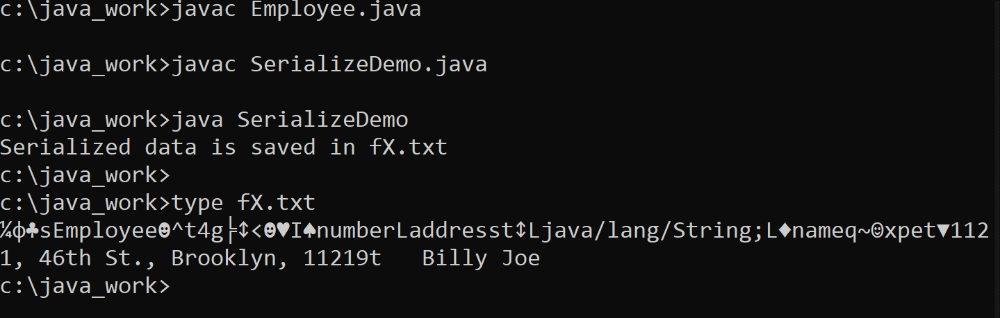 c:\java_work>javac Employee.java
c:\java_work>javac SerializeDemo.java
c:\java_work>java SerializeDemo
Serialized data is saved in fX.txt
c:\java_work>
c:\java_work>type fX.txt
¼ф♣sEmployee☻^t4g╞↕<☻♥I♠numberLaddresst↕Ljava/lang/String;L♦nameq~☺xpet▼112
1, 46th St., Brooklyn, 11219t   Billy Joe
c:\java_work>